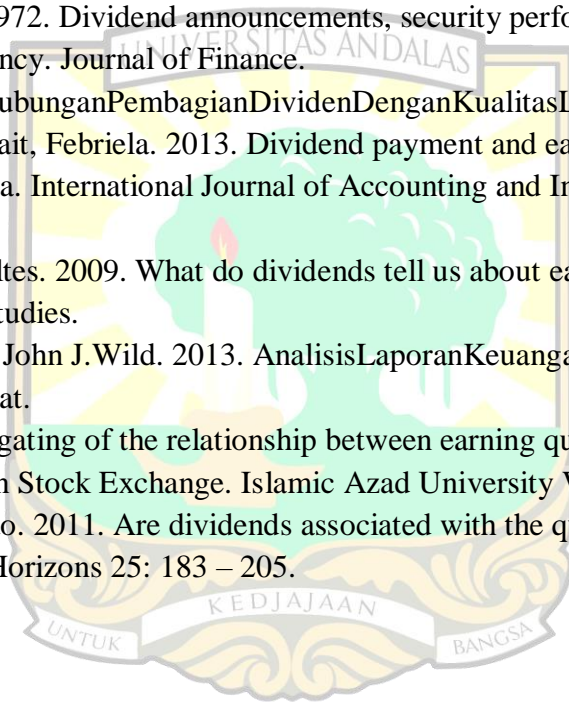 972. Dividend announcements, security perfo
UNIVERSITAS ANDALAS
ncy. Journal of Finance.
ubunganPembagianDividenDenganKualitasL
ait, Febriela. 2013. Dividend payment and ea
a. International Journal of Accounting and In
ltes. 2009. What do dividends tell us about ea
tudies.
John J.Wild. 2013. AnalisisLaporanKeuanga
at.
gating of the relationship between earning qu
n Stock Exchange. Islamic Azad University V
o. 2011. Are dividends associated with the q
Horizons 25: 183 – 205.
UNTUK KEDJAJAAN BANGSA